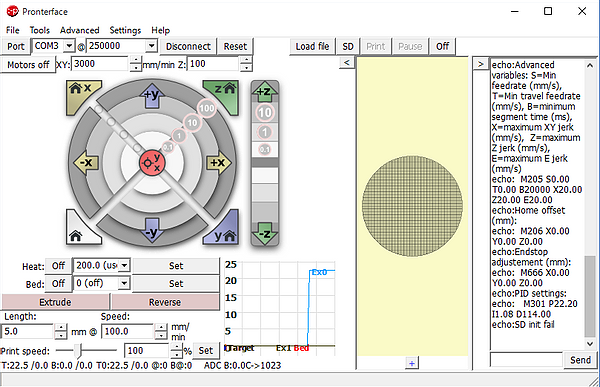 Pronterface
File Tools Advanced Settings Help
Port COM3 @ 250000 Disconnect Reset Load file SD Print Pause Off
Motors off XY: 3000 mm/min Z: 100 < >
x +y z +z
100
10 10
1 1
0.1 0.1
-x y x +x
-y y -z
Heat: Off 200.0 (us Set
Bed: Off 0 (off) Set
Extrude Reverse
Length: Speed:
5.0 mm @ 100.0 mm/
min
Print speed: 100 % Set
T:22.5 /0.0 B:0.0 /0.0 T0:22.5 /0.0 @:0 B@:0 ADC B:0.0C->1023
25 Ex0
20
15
10
5
Target Ex1 Bed
+
echo:Advanced
variables: S=Min
feedrate (mm/s),
T=Min travel feedrate
(mm/s), B=minimum
segment time (ms),
X=maximum XY jerk
(mm/s), Z=maximum
Z jerk (mm/s),
E=maximum E jerk
(mm/s)
echo: M205 S0.00
T0.00 B20000 X20.00
Z20.00 E20.00
echo:Home offset
(mm):
echo: M206 X0.00
Y0.00 Z0.00
echo:Endstop
adjustement (mm):
echo: M666 X0.00
Y0.00 Z0.00
echo:PID settings:
echo: M301 P22.20
I1.08 D114.00
echo:SD init fail
Send